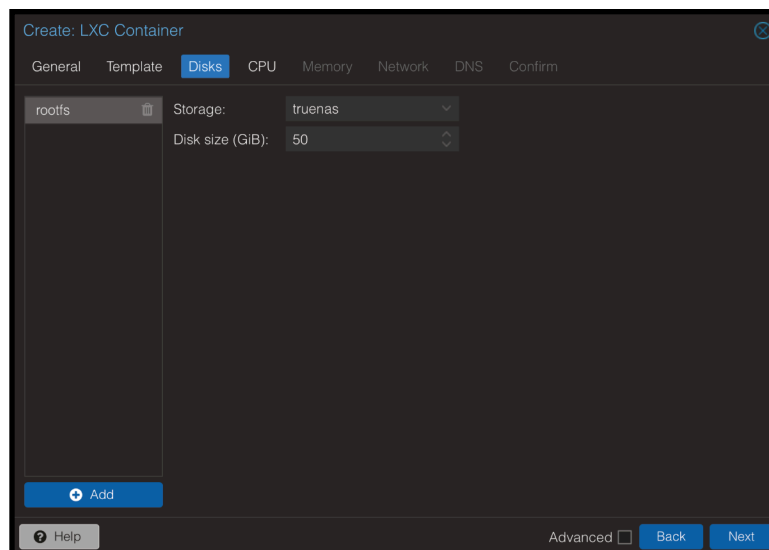 Create: LXC Container
General Template Disks CPU Memory Network DNS Confirm
rootfs
Storage: truenas
Disk size (GiB): 50
Add
Help
Advanced Back Next